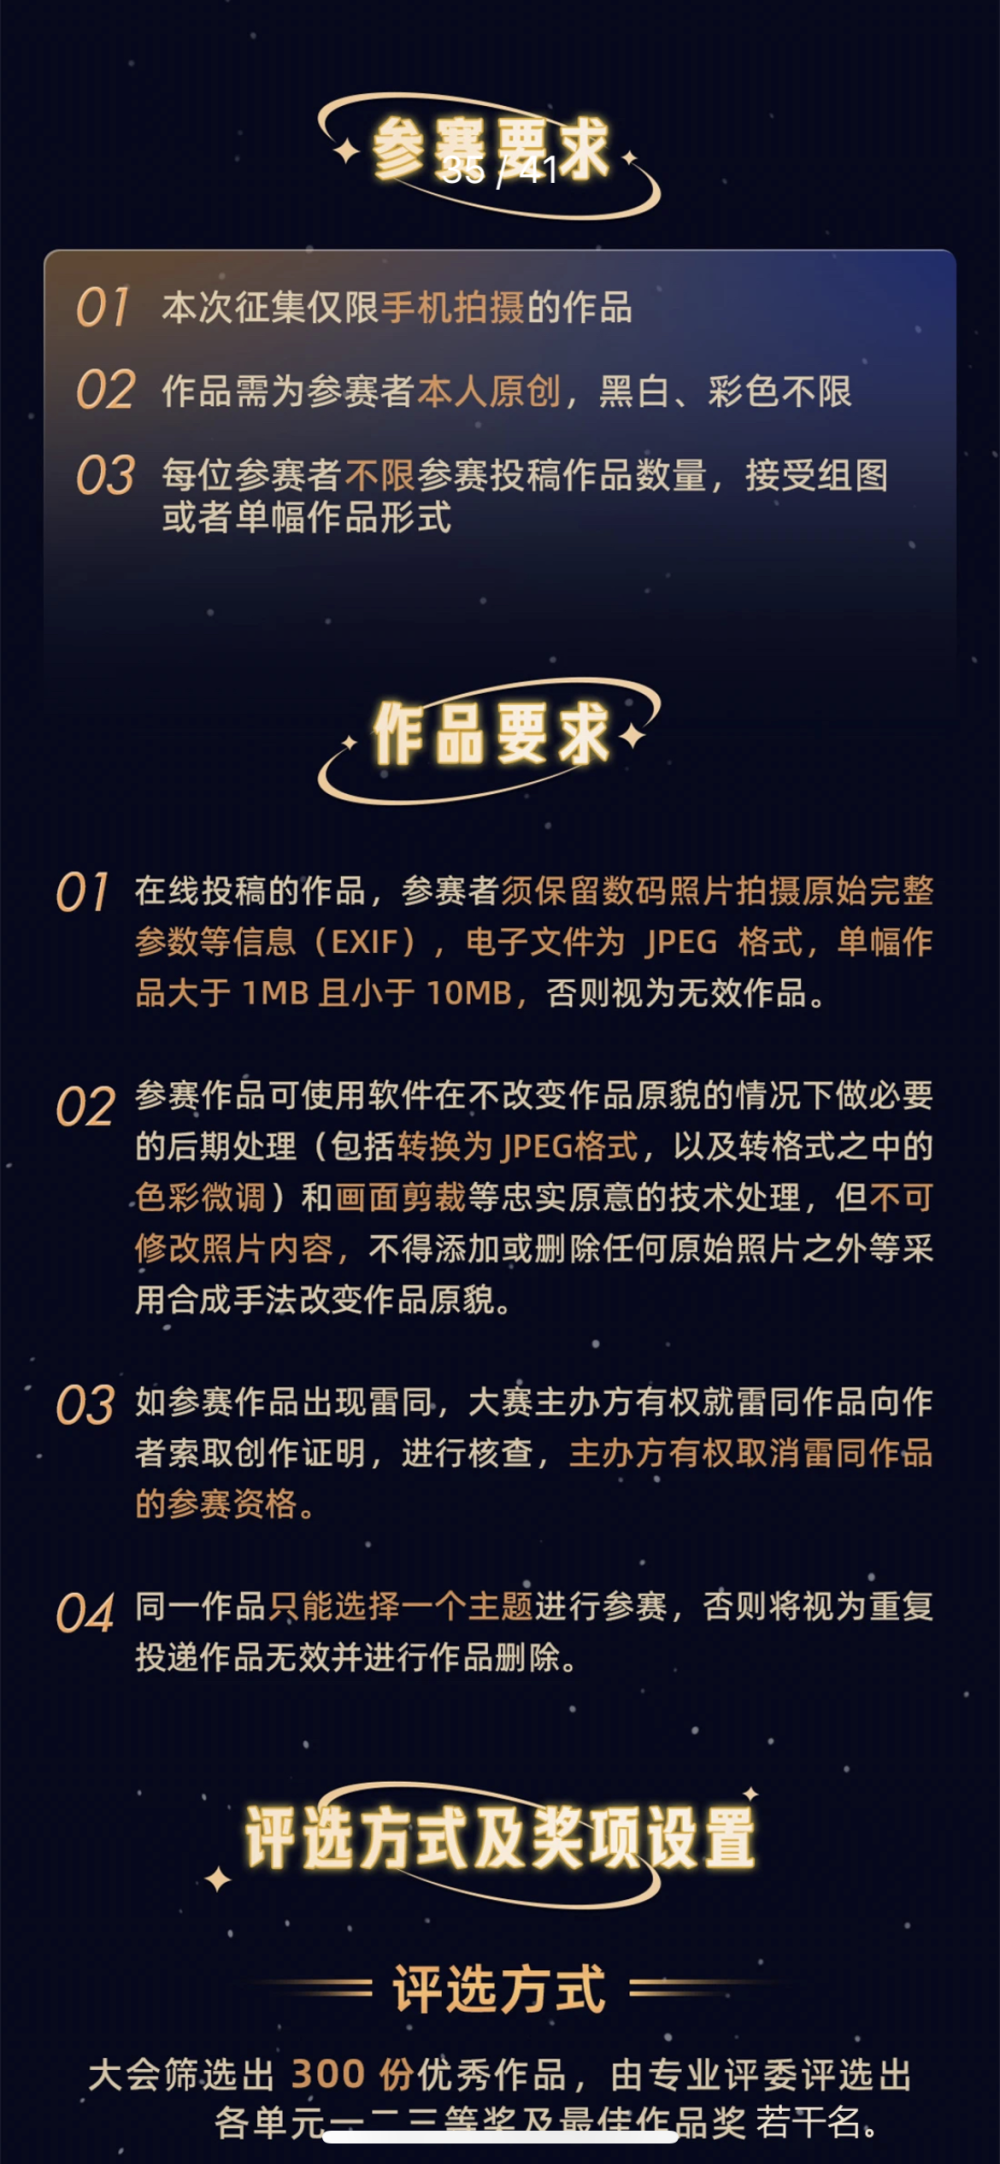 参赛要求
35 / 41
01 本次征集仅限手机拍摄的作品
02 作品需为参赛者本人原创，黑白、彩色不限
03 每位参赛者不限参赛投稿作品数量，接受组图
或者单幅作品形式
作品要求
01 在线投稿的作品，参赛者须保留数码照片拍摄原始完整
参数等信息（EXIF），电子文件为 JPEG 格式，单幅作
品大于 1MB 且小于 10MB，否则视为无效作品。
02 参赛作品可使用软件在不改变作品原貌的情况下做必要
的后期处理（包括转换为 JPEG格式，以及转格式之中的
色彩微调）和画面剪裁等忠实原意的技术处理，但不可
修改照片内容，不得添加或删除任何原始照片之外等采
用合成手法改变作品原貌。
03 如参赛作品出现雷同，大赛主办方有权就雷同作品向作
者索取创作证明，进行核查，主办方有权取消雷同作品
的参赛资格。
04 同一作品只能选择一个主题进行参赛，否则将视为重复
投递作品无效并进行作品删除。
评选方式及奖项设置
评选方式
大会筛选出 300 份优秀作品，由专业评委评选出
各单元一二三等奖及最佳作品奖 若干名。